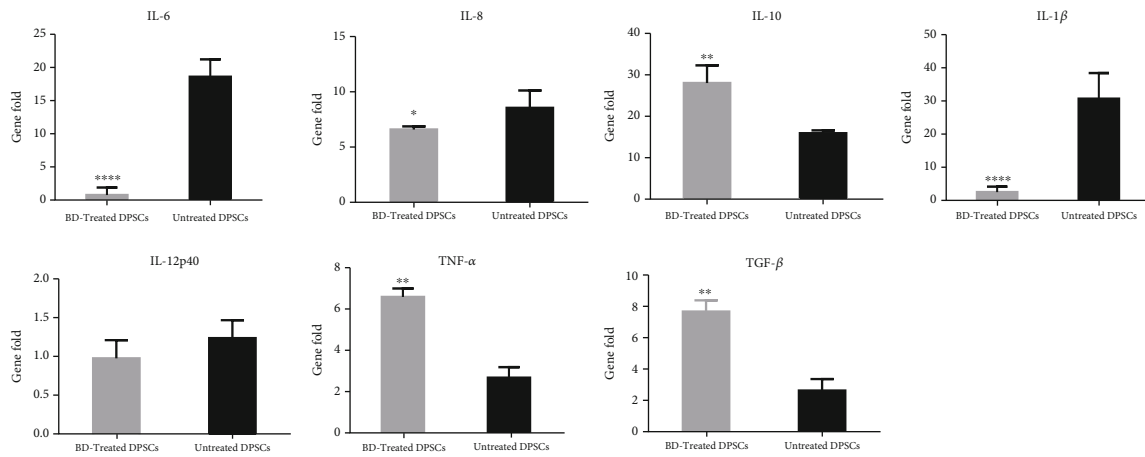 IL-6
Gene fold
25
20
15
10
5
0
****
BD-Treated DPSCs
Untreated DPSCs
IL-8
Gene fold
15
10
5
0
*
BD-Treated DPSCs
Untreated DPSCs
IL-10
Gene fold
40
30
20
10
0
**
BD-Treated DPSCs
Untreated DPSCs
IL-1β
Gene fold
50
40
30
20
10
0
****
BD-Treated DPSCs
Untreated DPSCs
IL-12p40
Gene fold
2.0
1.5
1.0
0.5
0.0
BD-Treated DPSCs
Untreated DPSCs
TNF-α
Gene fold
8
6
4
2
0
**
BD-Treated DPSCs
Untreated DPSCs
TGF-β
Gene fold
10
8
6
4
2
0
**
BD-Treated DPSCs
Untreated DPSCs